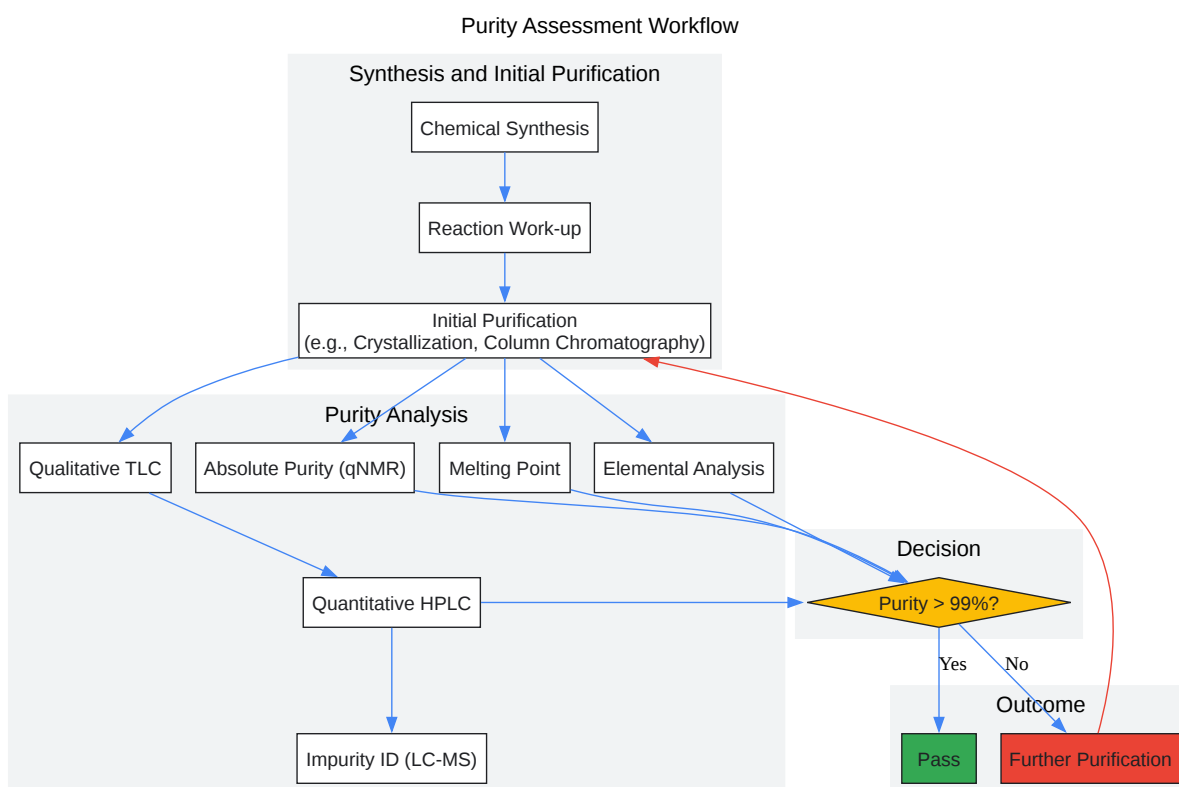 Purity Assessment Workflow
Synthesis and Initial Purification
Chemical Synthesis
Reaction Work-up
Initial Purification
(e.g., Crystallization, Column Chromatography)
Purity Analysis
Qualitative TLC
Absolute Purity (qNMR)
Melting Point
Elemental Analysis
Decision
Quantitative HPLC
Purity > 99%?
Yes
No
Outcome
Impurity ID (LC-MS)
Pass
Further Purification